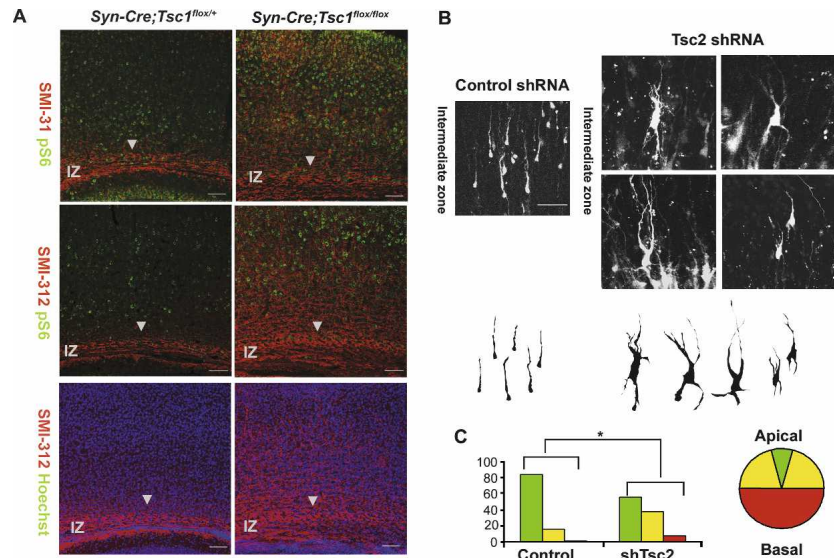 A
Syn-Cre;Tsc1flox/+
Syn-Cre;Tsc1flox/flox
SMI-31 pS6
IZ
IZ
SMI-312 pS6
IZ
IZ
SMI-312 Hoechst
IZ
IZ
B
Tsc2 shRNA
Control shRNA
Intermediate zone
Intermediate zone
C
*
100
80
60
40
20
0
Control
shTsc2
Apical
Basal